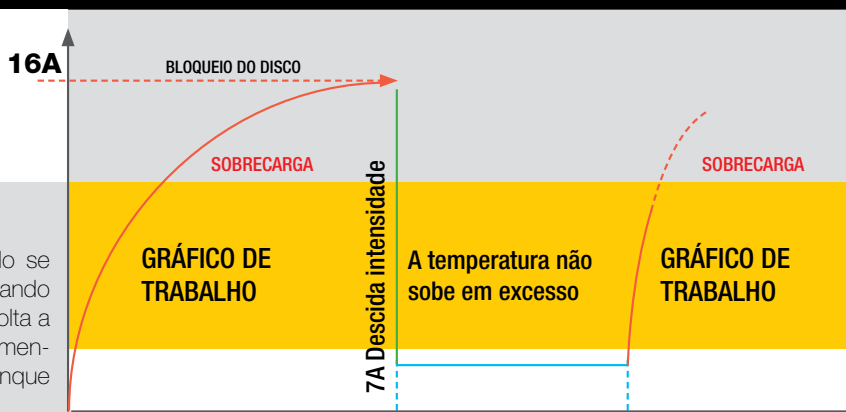 16A
BLOQUEIO DO DISCO
SOBRECARGA
SOBRECARGA
GRÁFICO DE
TRABALHO
7A Descida intensidade
A temperatura não
sobe em excesso
GRÁFICO DE
TRABALHO
se
ando
olta a
men-
nque